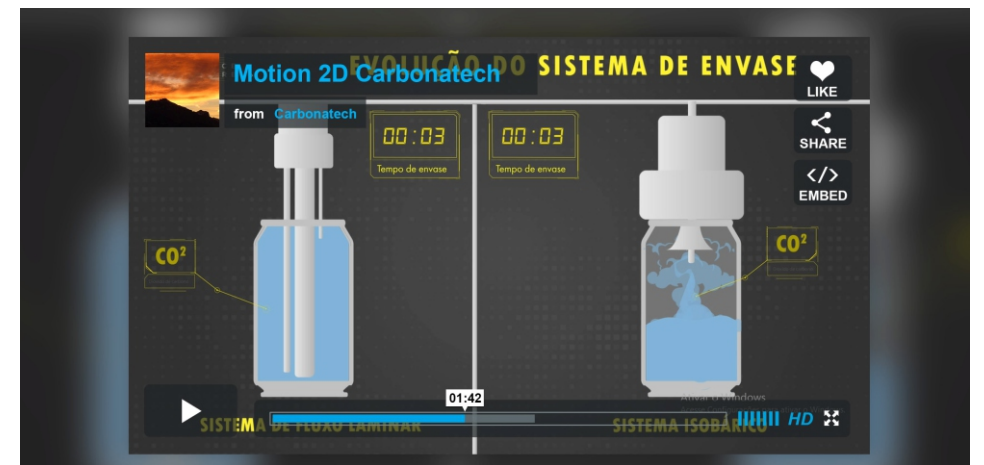 EVOLUÇÃO DO SISTEMA DE ENVASE
Motion 2D Carbonatech
from Carbonatech
LIKE
SHARE
EMBED
00:03
Tempo de envase
00:03
Tempo de envase
CO²
CO²
01:42
HD
SISTEMA DE FLUXO LAMINAR
SISTEMA ISOBÁRICO